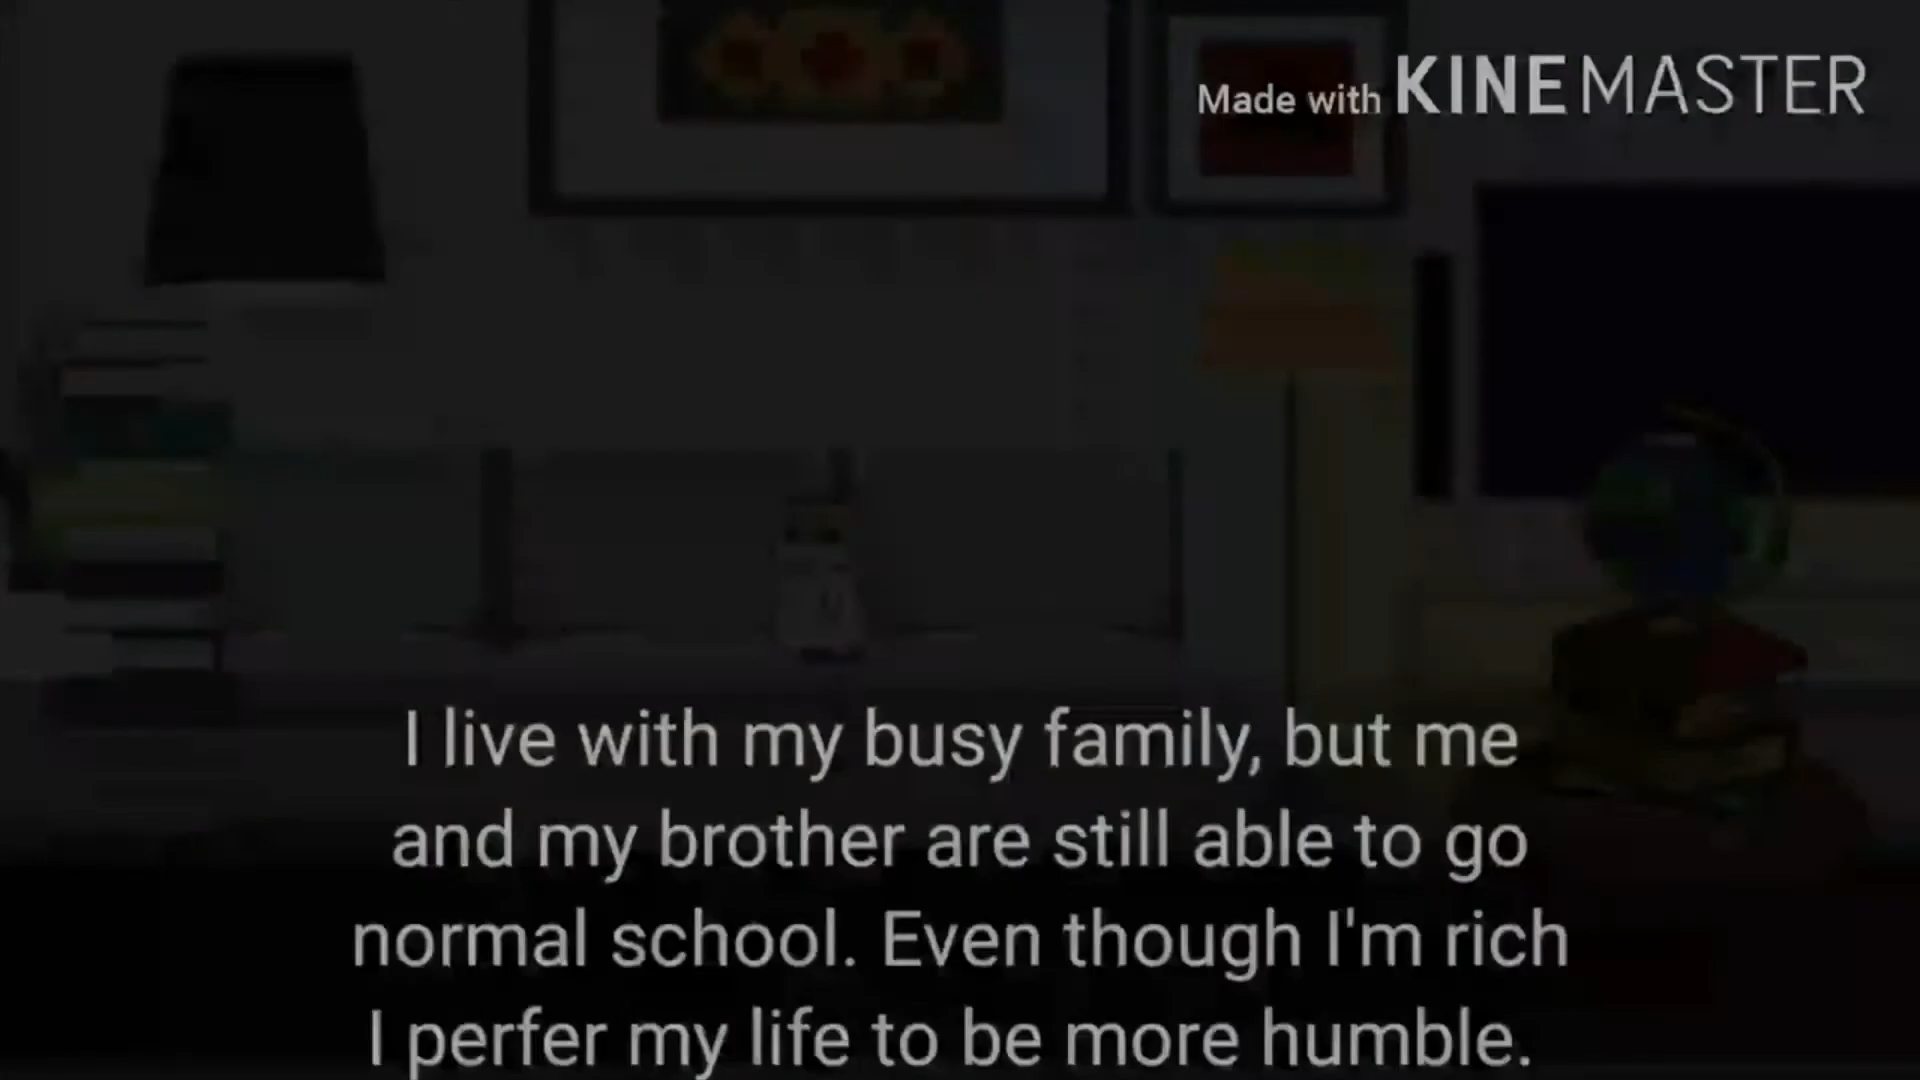 Made with KINEMASTER
I live with my busy family, but me
and my brother are still able to go
normal school. Even though I'm rich
I perfer my life to be more humble.